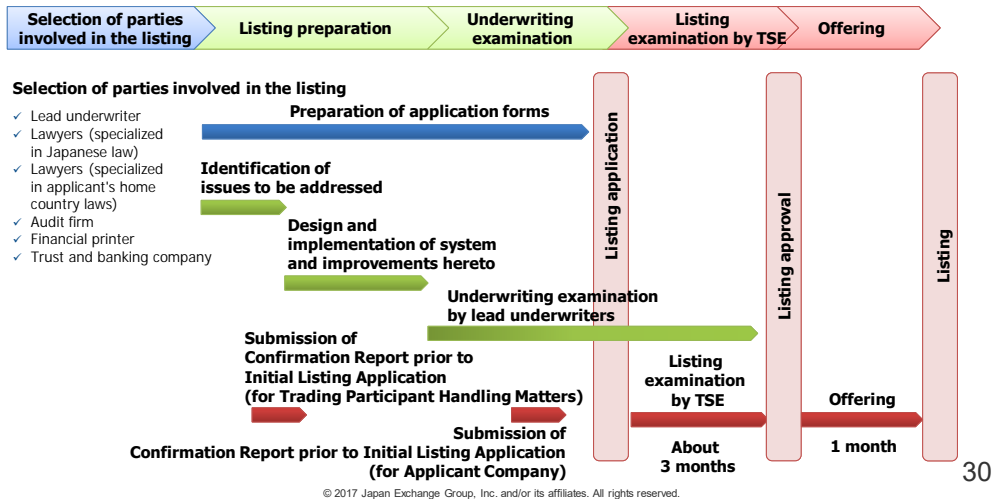 Selection of parties
involved in the listing
Listing preparation
Underwriting
examination
Listing
examination by TSE
Offering
Selection of parties involved in the listing
✓ Lead underwriter
✓ Lawyers (specialized
in Japanese law)
✓ Lawyers (specialized
in applicant's home
country laws)
✓ Audit firm
✓ Financial printer
✓ Trust and banking company
Preparation of application forms
Identification of
issues to be addressed
Design and
implementation of system
and improvements hereto
Underwriting examination
by lead underwriters
Submission of
Confirmation Report prior to
Initial Listing Application
(for Trading Participant Handling Matters)
Submission of
Confirmation Report prior to Initial Listing Application
(for Applicant Company)
Listing application
Listing
examination
by TSE
About
3 months
Listing approval
Offering
1 month
Listing
30
© 2017 Japan Exchange Group, Inc. and/or its affiliates. All rights reserved.